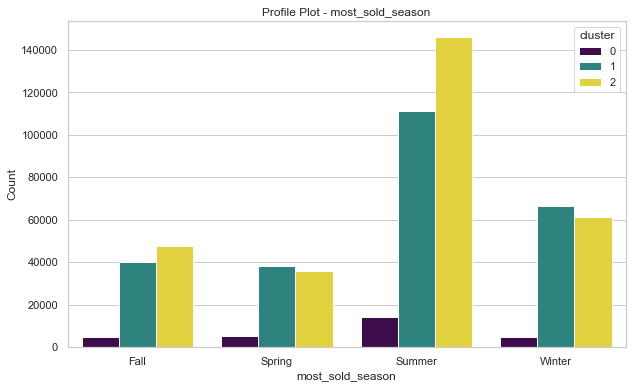 Profile Plot - most_sold_season
cluster
0
1
2
140000
120000
100000
80000
60000
40000
20000
0
Count
Fall Spring Summer Winter
most_sold_season